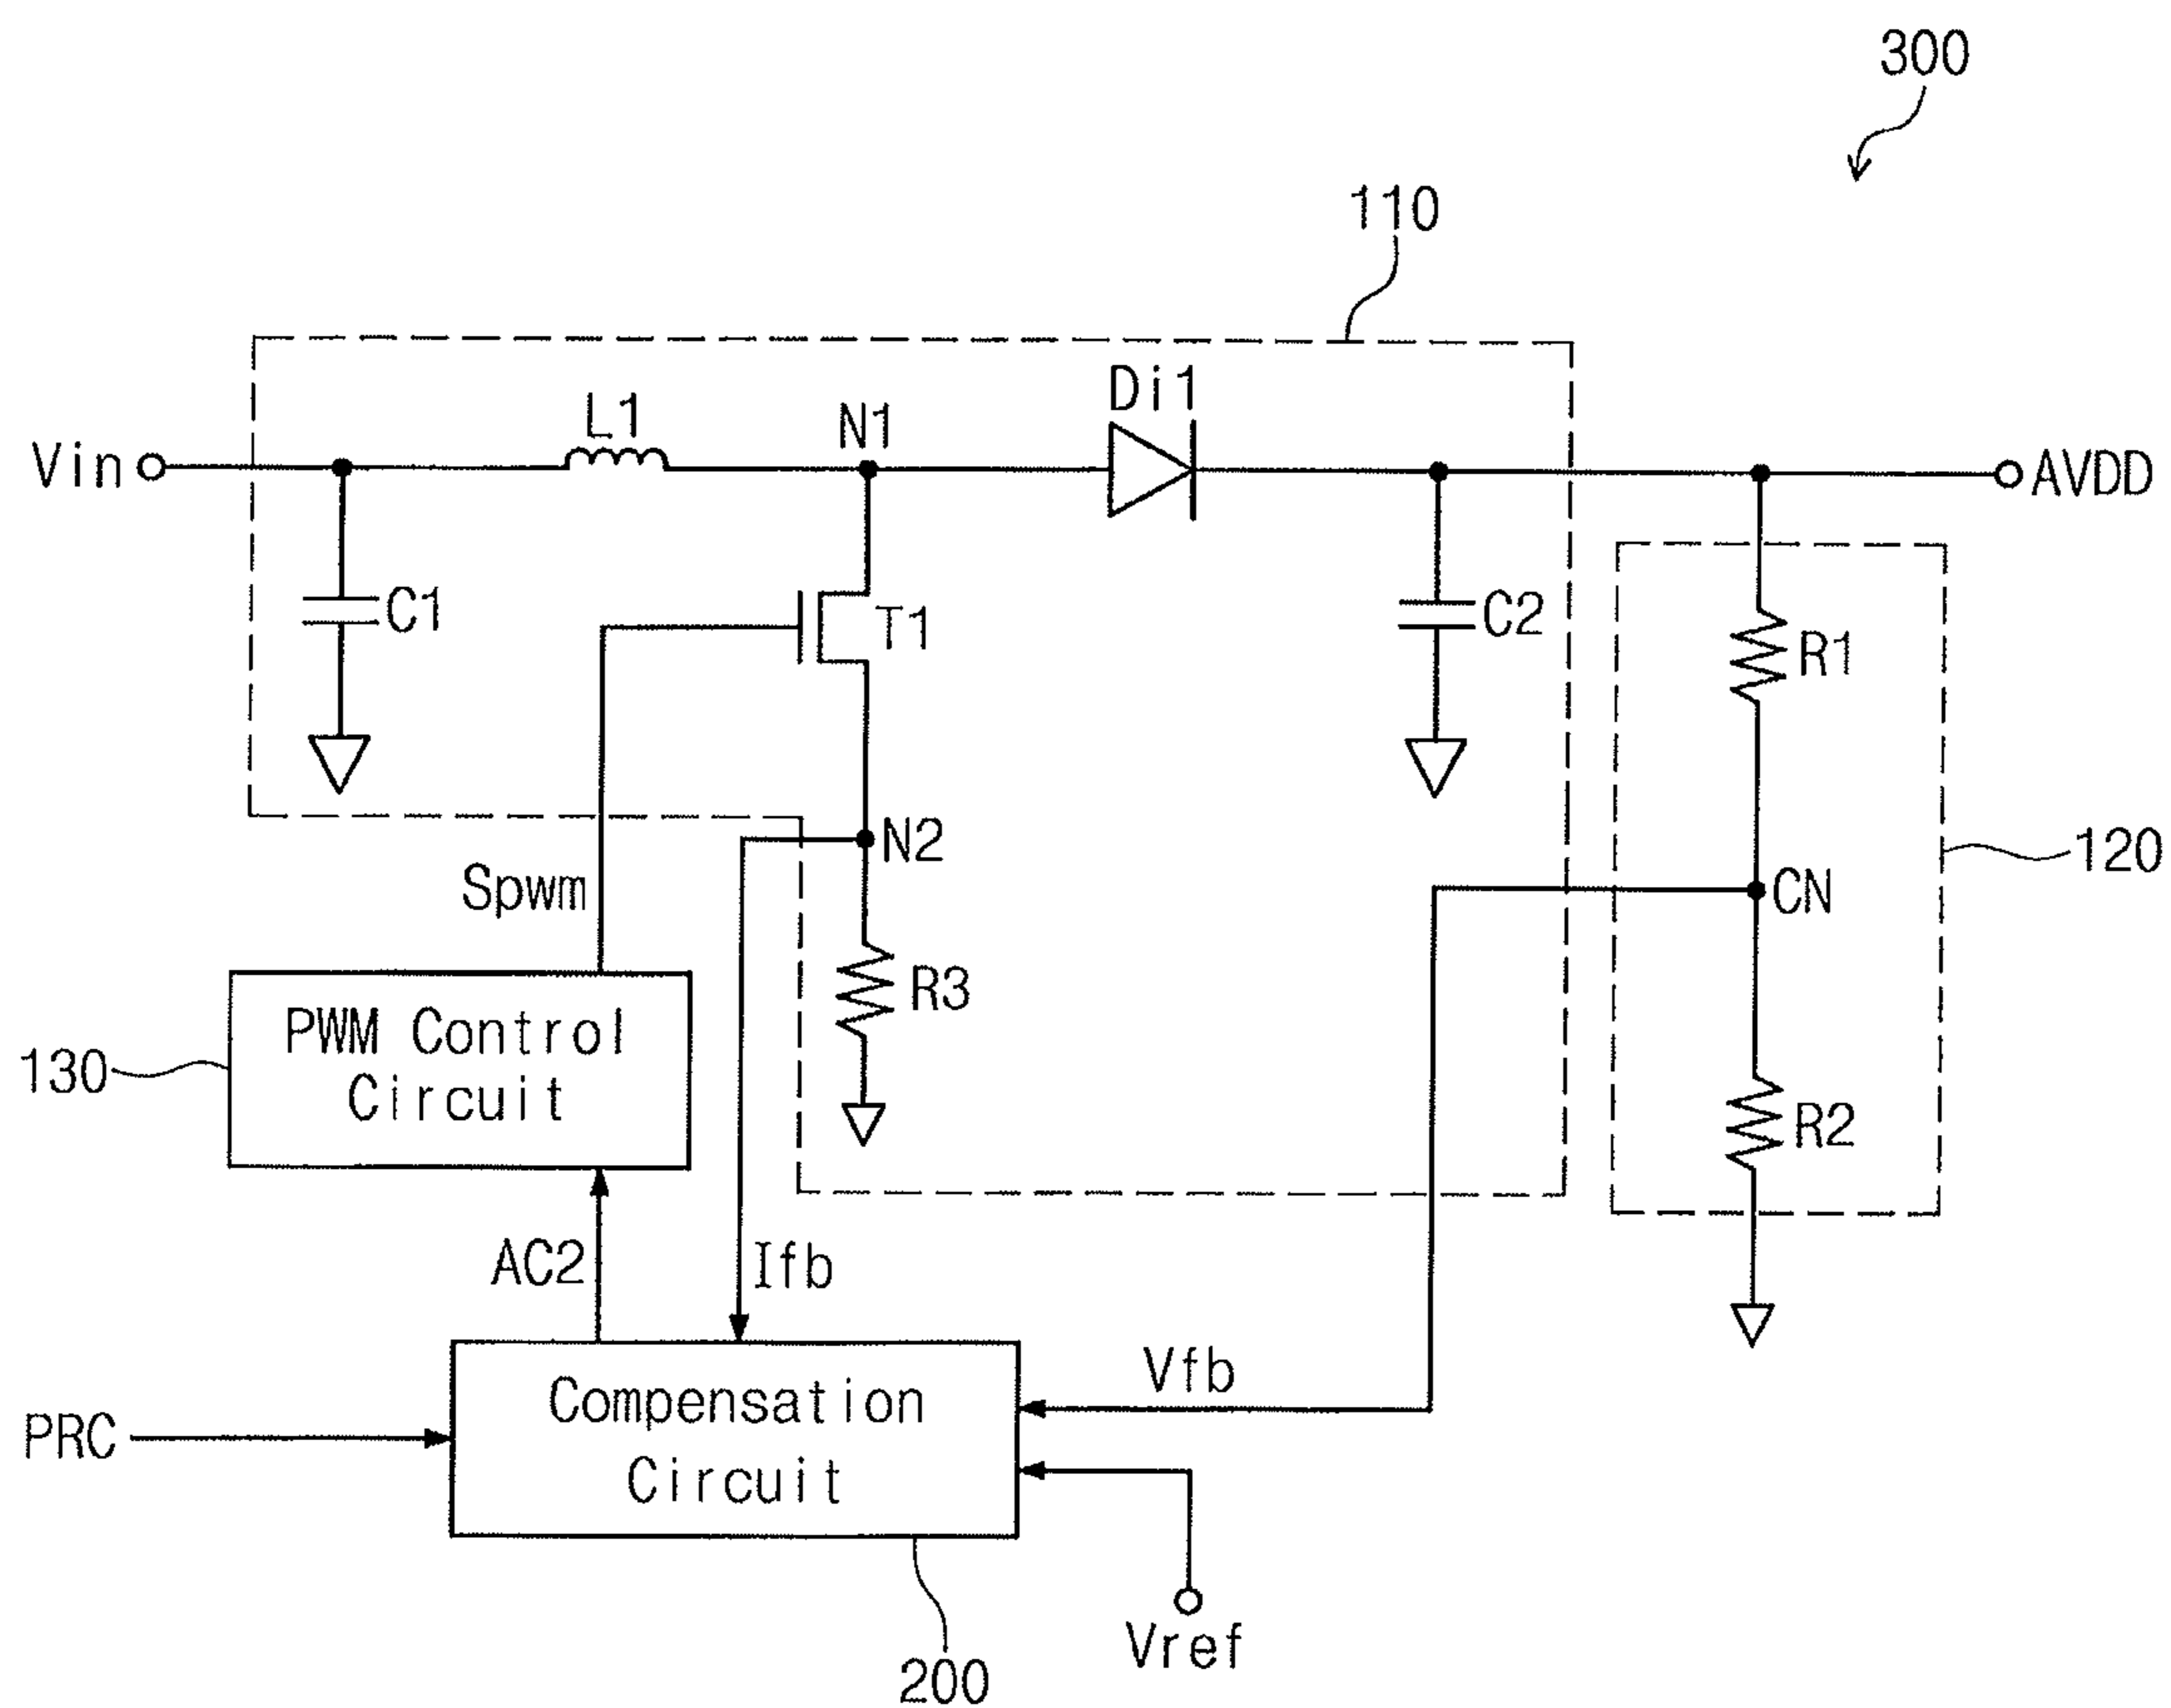 300
110
Di1
L1
N1
Vin
AVDD
C1
T1
C2
R1
N2
120
Spwm
CN
R3
PWM Control
Circuit
130
R2
AC2
Ifb
Vfb
Compensation
Circuit
PRC
Vref
200